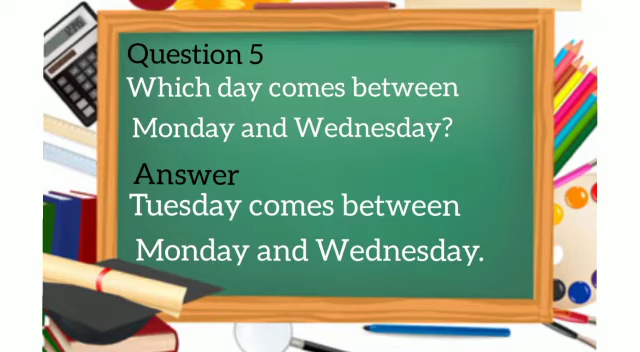 Question 5
Which day comes between
Monday and Wednesday?
Answer
Tuesday comes between
Monday and Wednesday.